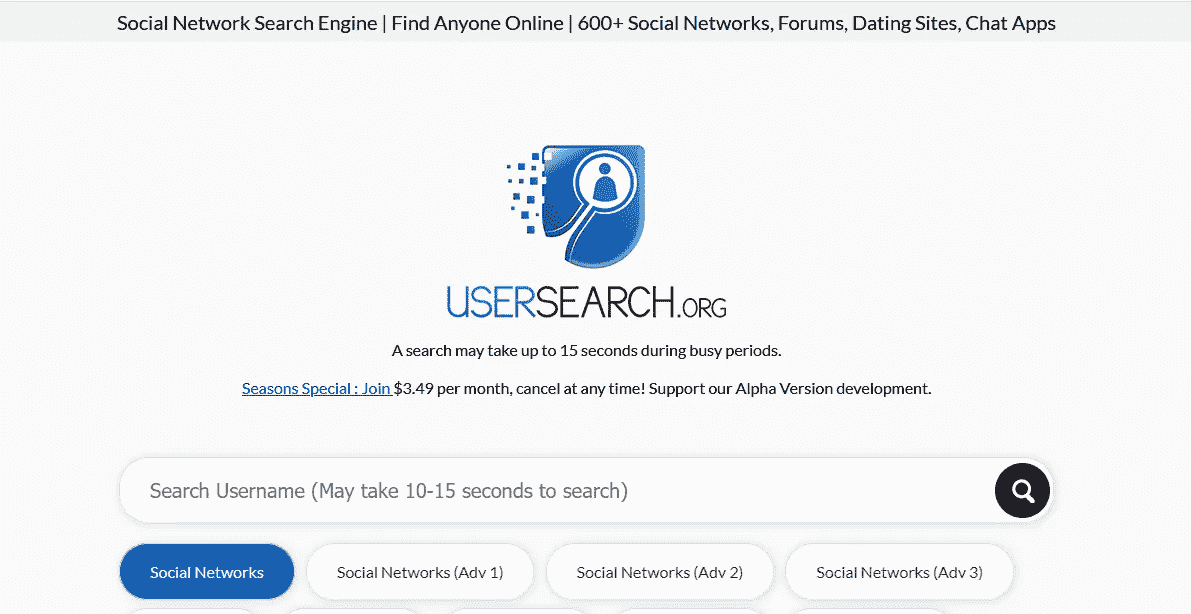 Social Network Search Engine | Find Anyone Online | 600+ Social Networks, Forums, Dating Sites, Chat Apps
USERSEARCH.ORG
A search may take up to 15 seconds during busy periods.
Seasons Special : Join $3.49 per month, cancel at any time! Support our Alpha Version development.
Search Username (May take 10-15 seconds to search)
Social Networks Social Networks (Adv 1) Social Networks (Adv 2) Social Networks (Adv 3)